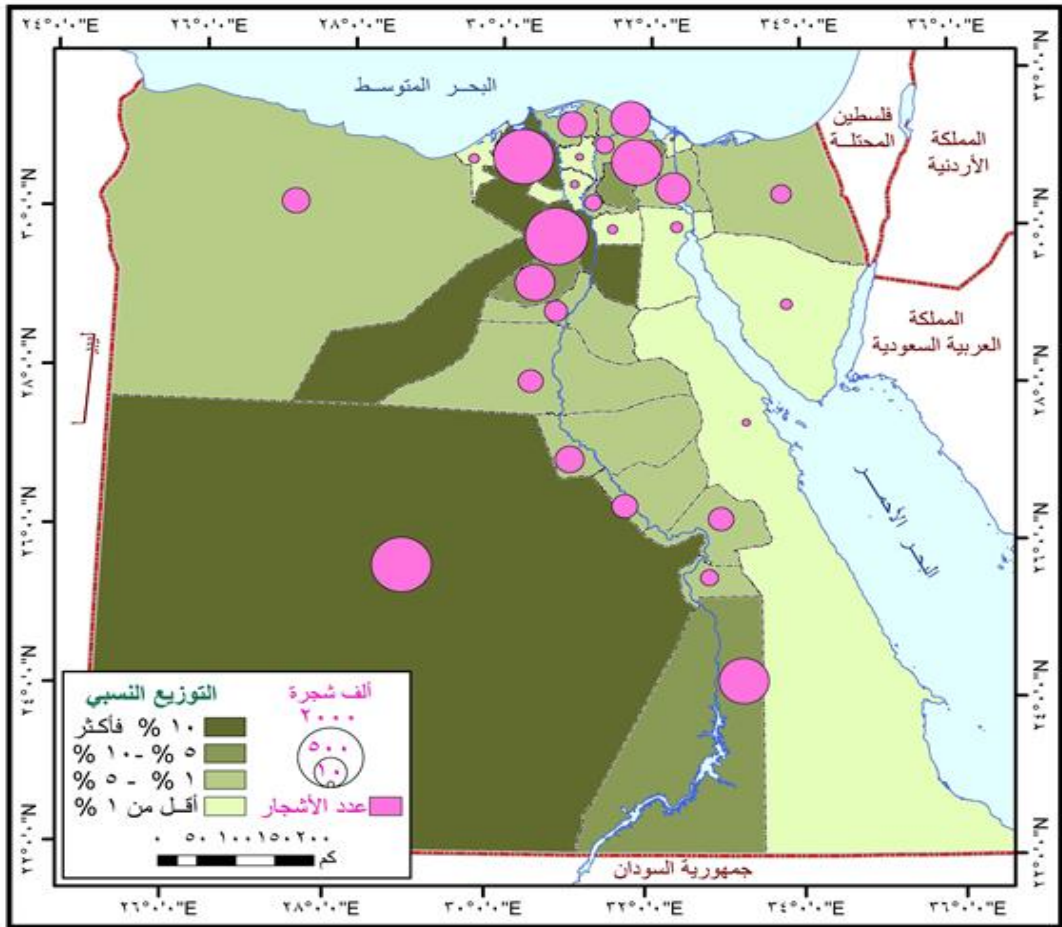 ٢٤°٠'٠"E ٢٦°٠'٠"E ٢٨°٠'٠"E ٣٠°٠'٠"E ٣٢°٠'٠"E ٣٤°٠'٠"E ٣٦°٠'٠"E
البحر المتوسط
فلسطين
المحتلة
المملكة
الأردنية
المملكة
العربية السعودية
البحر
الأحمر
جمهورية السودان
التوزيع النسبي
١٠ % فأكثر
٥ % -١٠ %
١ % - ٥ %
أقل من ١ %
ألف شجرة
٢٠٠٠
٥٠٠
١٠
عدد الأشجار
٠ ٥٠ ١٠٠ ١٥٠ ٢٠٠
كم
٢٦°٠'٠"E ٢٨°٠'٠"E ٣٠°٠'٠"E ٣٢°٠'٠"E ٣٤°٠'٠"E ٣٦°٠'٠"E